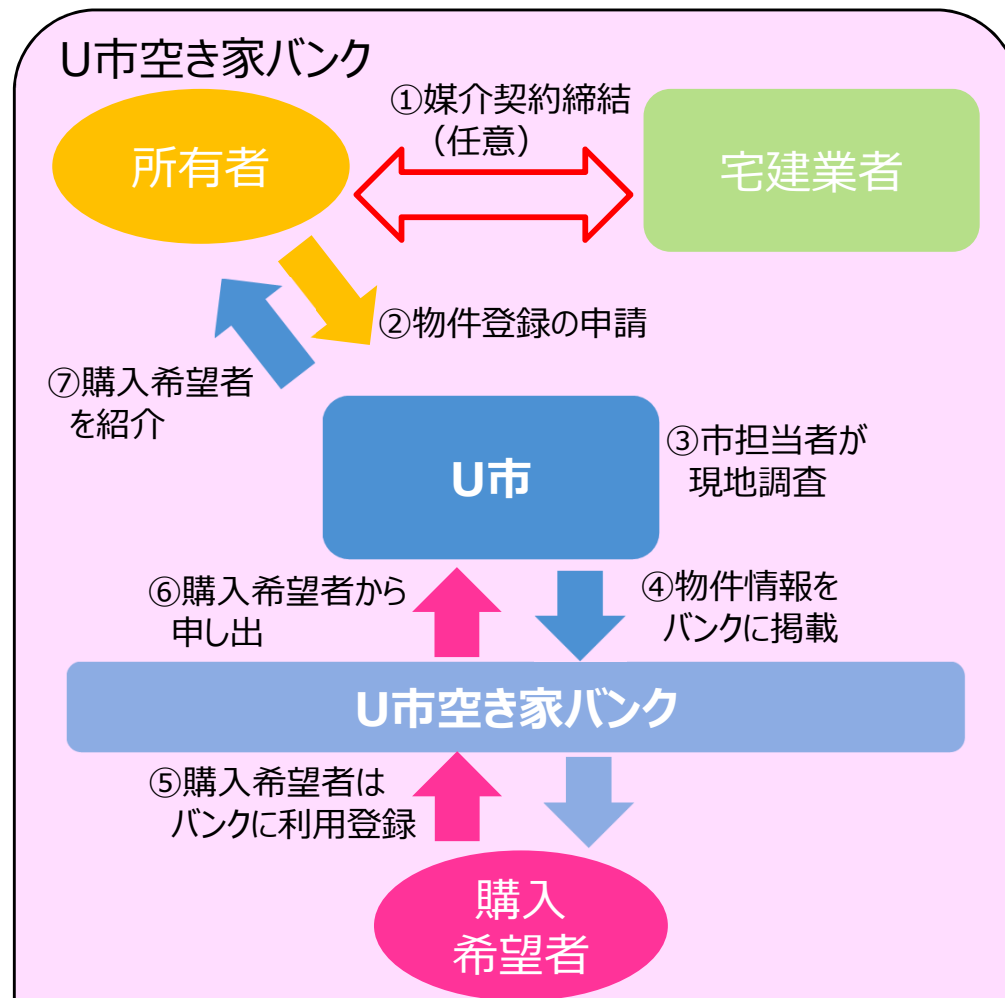 U市空き家バンク
①媒介契約締結
（任意）
所有者
宅建業者
②物件登録の申請
⑦購入希望者
を紹介
U市
③市担当者が
現地調査
⑥購入希望者から
申し出
④物件情報を
バンクに掲載
U市空き家バンク
⑤購入希望者は
バンクに利用登録
購入
希望者